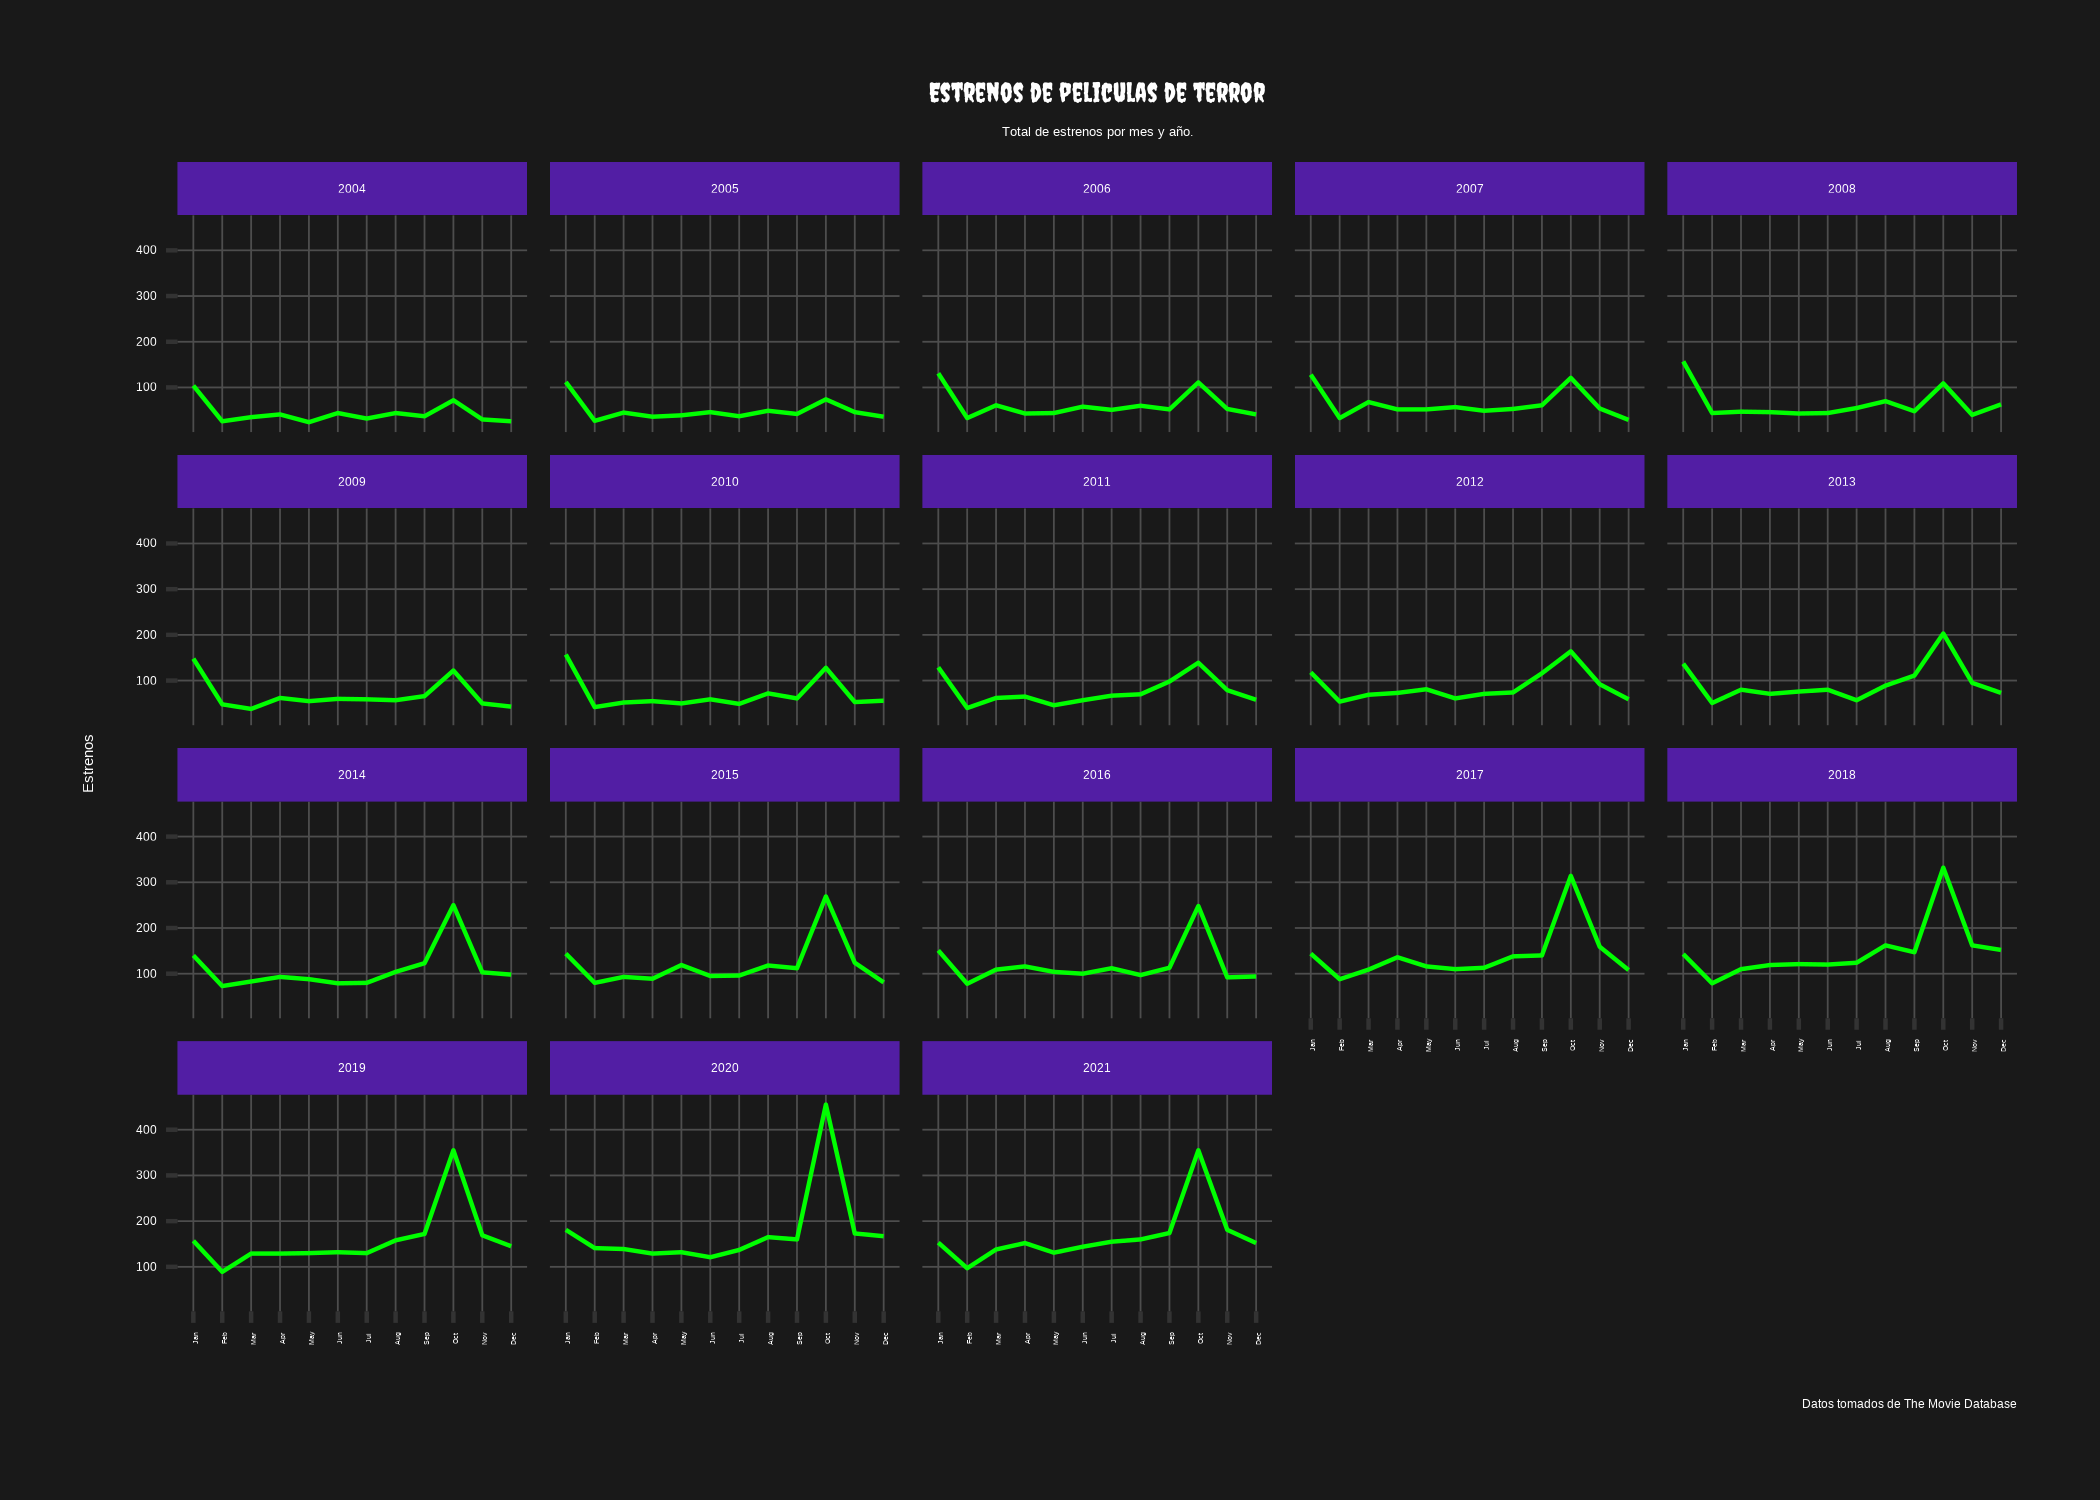 ESTRENOS DE PELICULAS DE TERROR
Total de estrenos por mes y año.
2004 2005 2006 2007 2008
400
300
200
100
2009 2010 2011 2012 2013
400
300
200
100
Estrenos
2014 2015 2016 2017 2018
400
300
200
100
Jan Feb Mar Apr May Jun Jul Aug Sep Oct Nov Dec Jan Feb Mar Apr May Jun Jul Aug Sep Oct Nov Dec
2019 2020 2021
400
300
200
100
Jan Feb Mar Apr May Jun Jul Aug Sep Oct Nov Dec Jan Feb Mar Apr May Jun Jul Aug Sep Oct Nov Dec Jan Feb Mar Apr May Jun Jul Aug Sep Oct Nov Dec
Datos tomados de The Movie Database